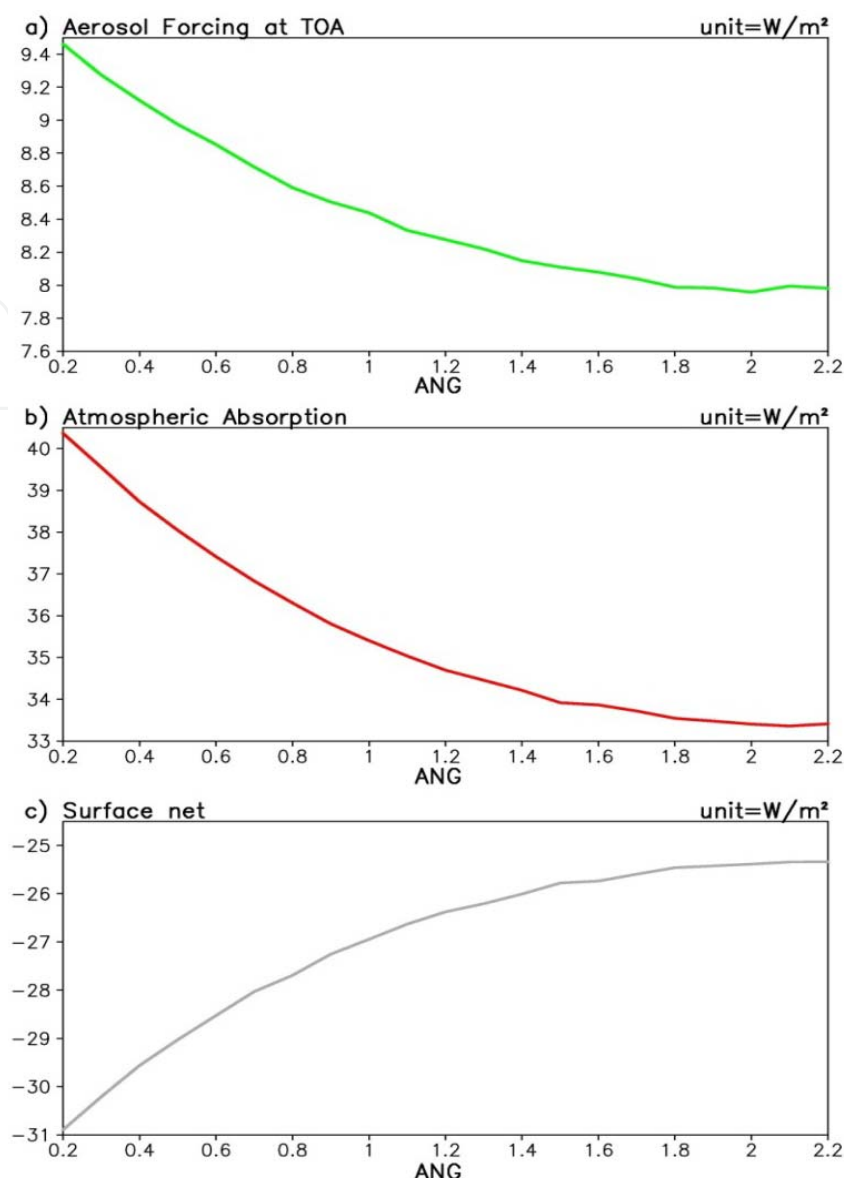 a) Aerosol Forcing at TOA unit=W/m²
9.4
9.2
9
8.8
8.6
8.4
8.2
8
7.8
7.6
0.2 0.4 0.6 0.8 1 1.2 1.4 1.6 1.8 2 2.2
ANG
b) Atmospheric Absorption unit=W/m²
40
39
38
37
36
35
34
33
0.2 0.4 0.6 0.8 1 1.2 1.4 1.6 1.8 2 2.2
ANG
c) Surface net unit=W/m²
−25
−26
−27
−28
−29
−30
−31
0.2 0.4 0.6 0.8 1 1.2 1.4 1.6 1.8 2 2.2
ANG